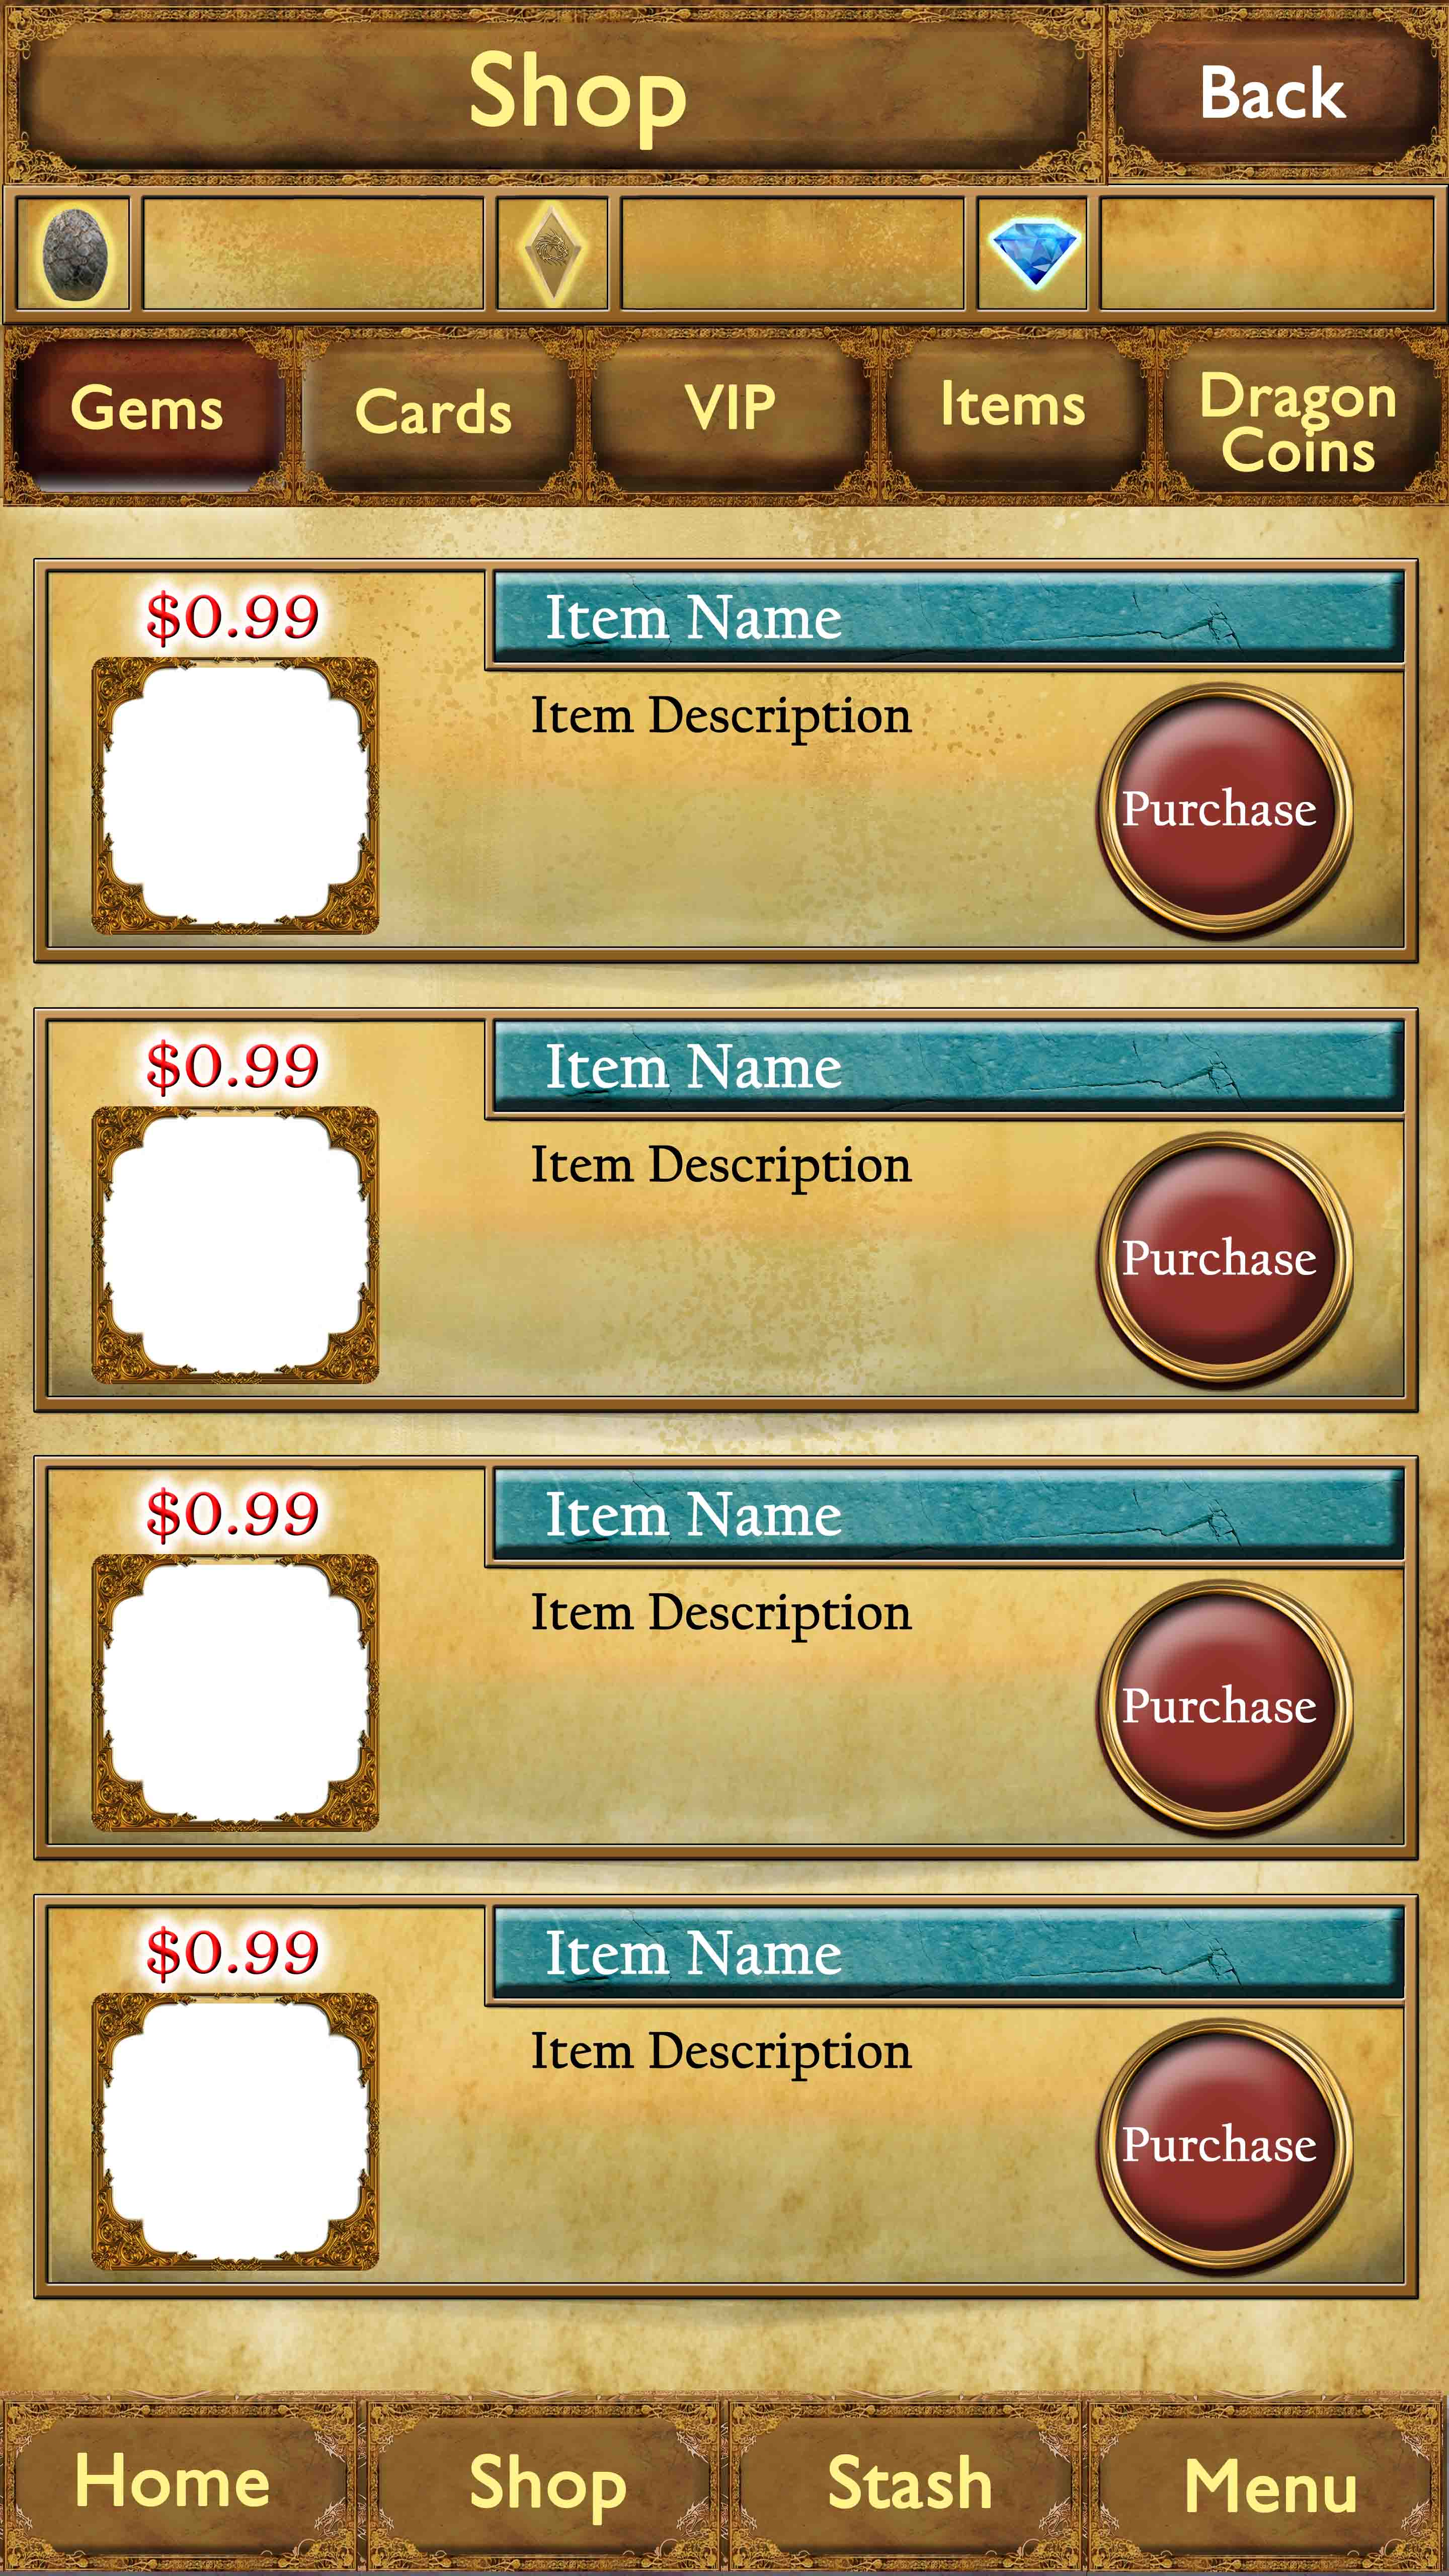 Shop
Back
Gems
Cards
VIP
Items
Dragon
Coins
$0.99
Item Name
Item Description
Purchase
$0.99
Item Name
Item Description
Purchase
$0.99
Item Name
Item Description
Purchase
$0.99
Item Name
Item Description
Purchase
Home
Shop
Stash
Menu